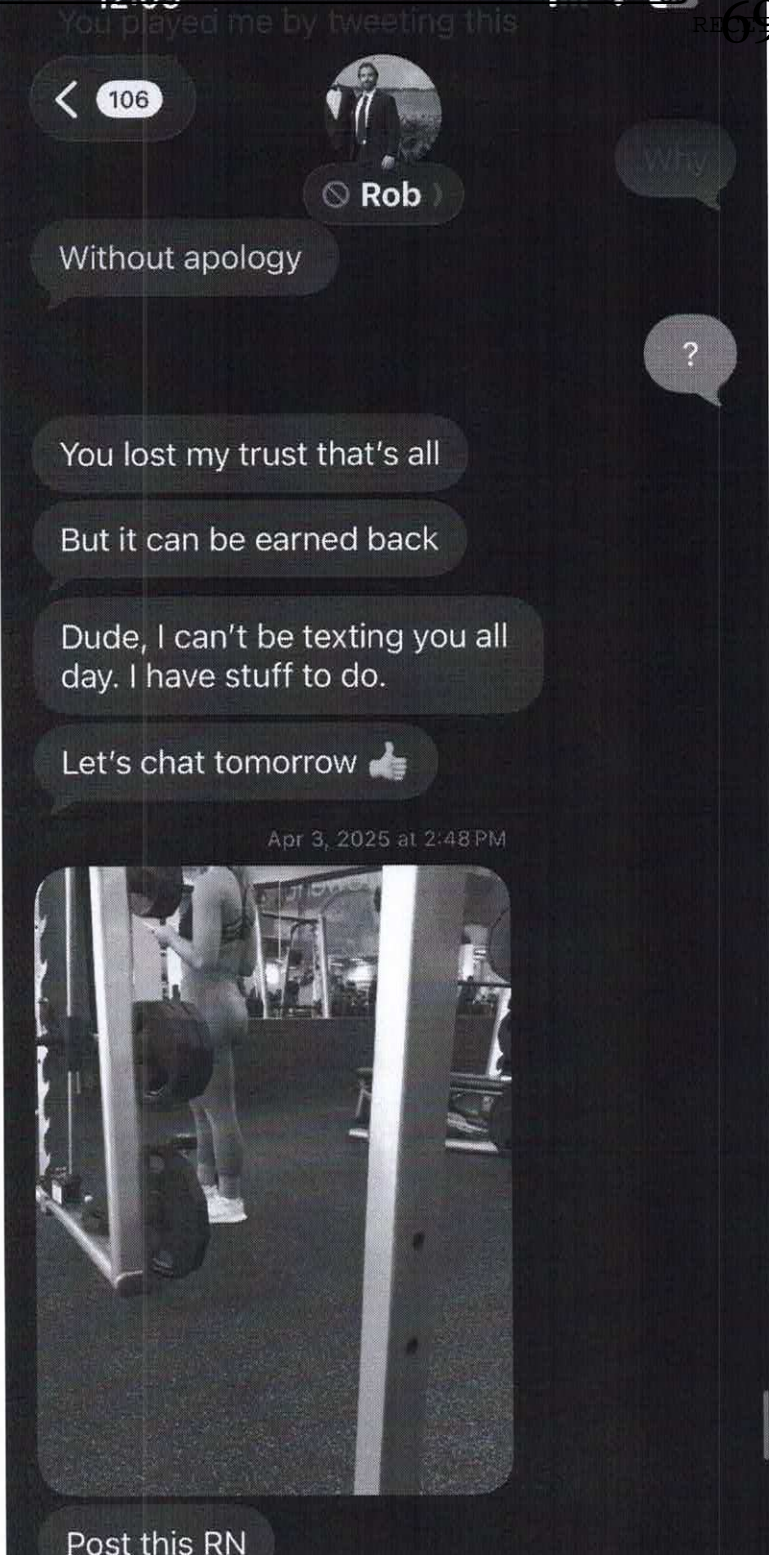 You played me by tweeting this
106
Why
Rob
Without apology
?
You lost my trust that's all
But it can be earned back
Dude, I can't be texting you all
day. I have stuff to do.
Let's chat tomorrow 👍
Apr 3, 2025 at 2:48 PM
Post this RN